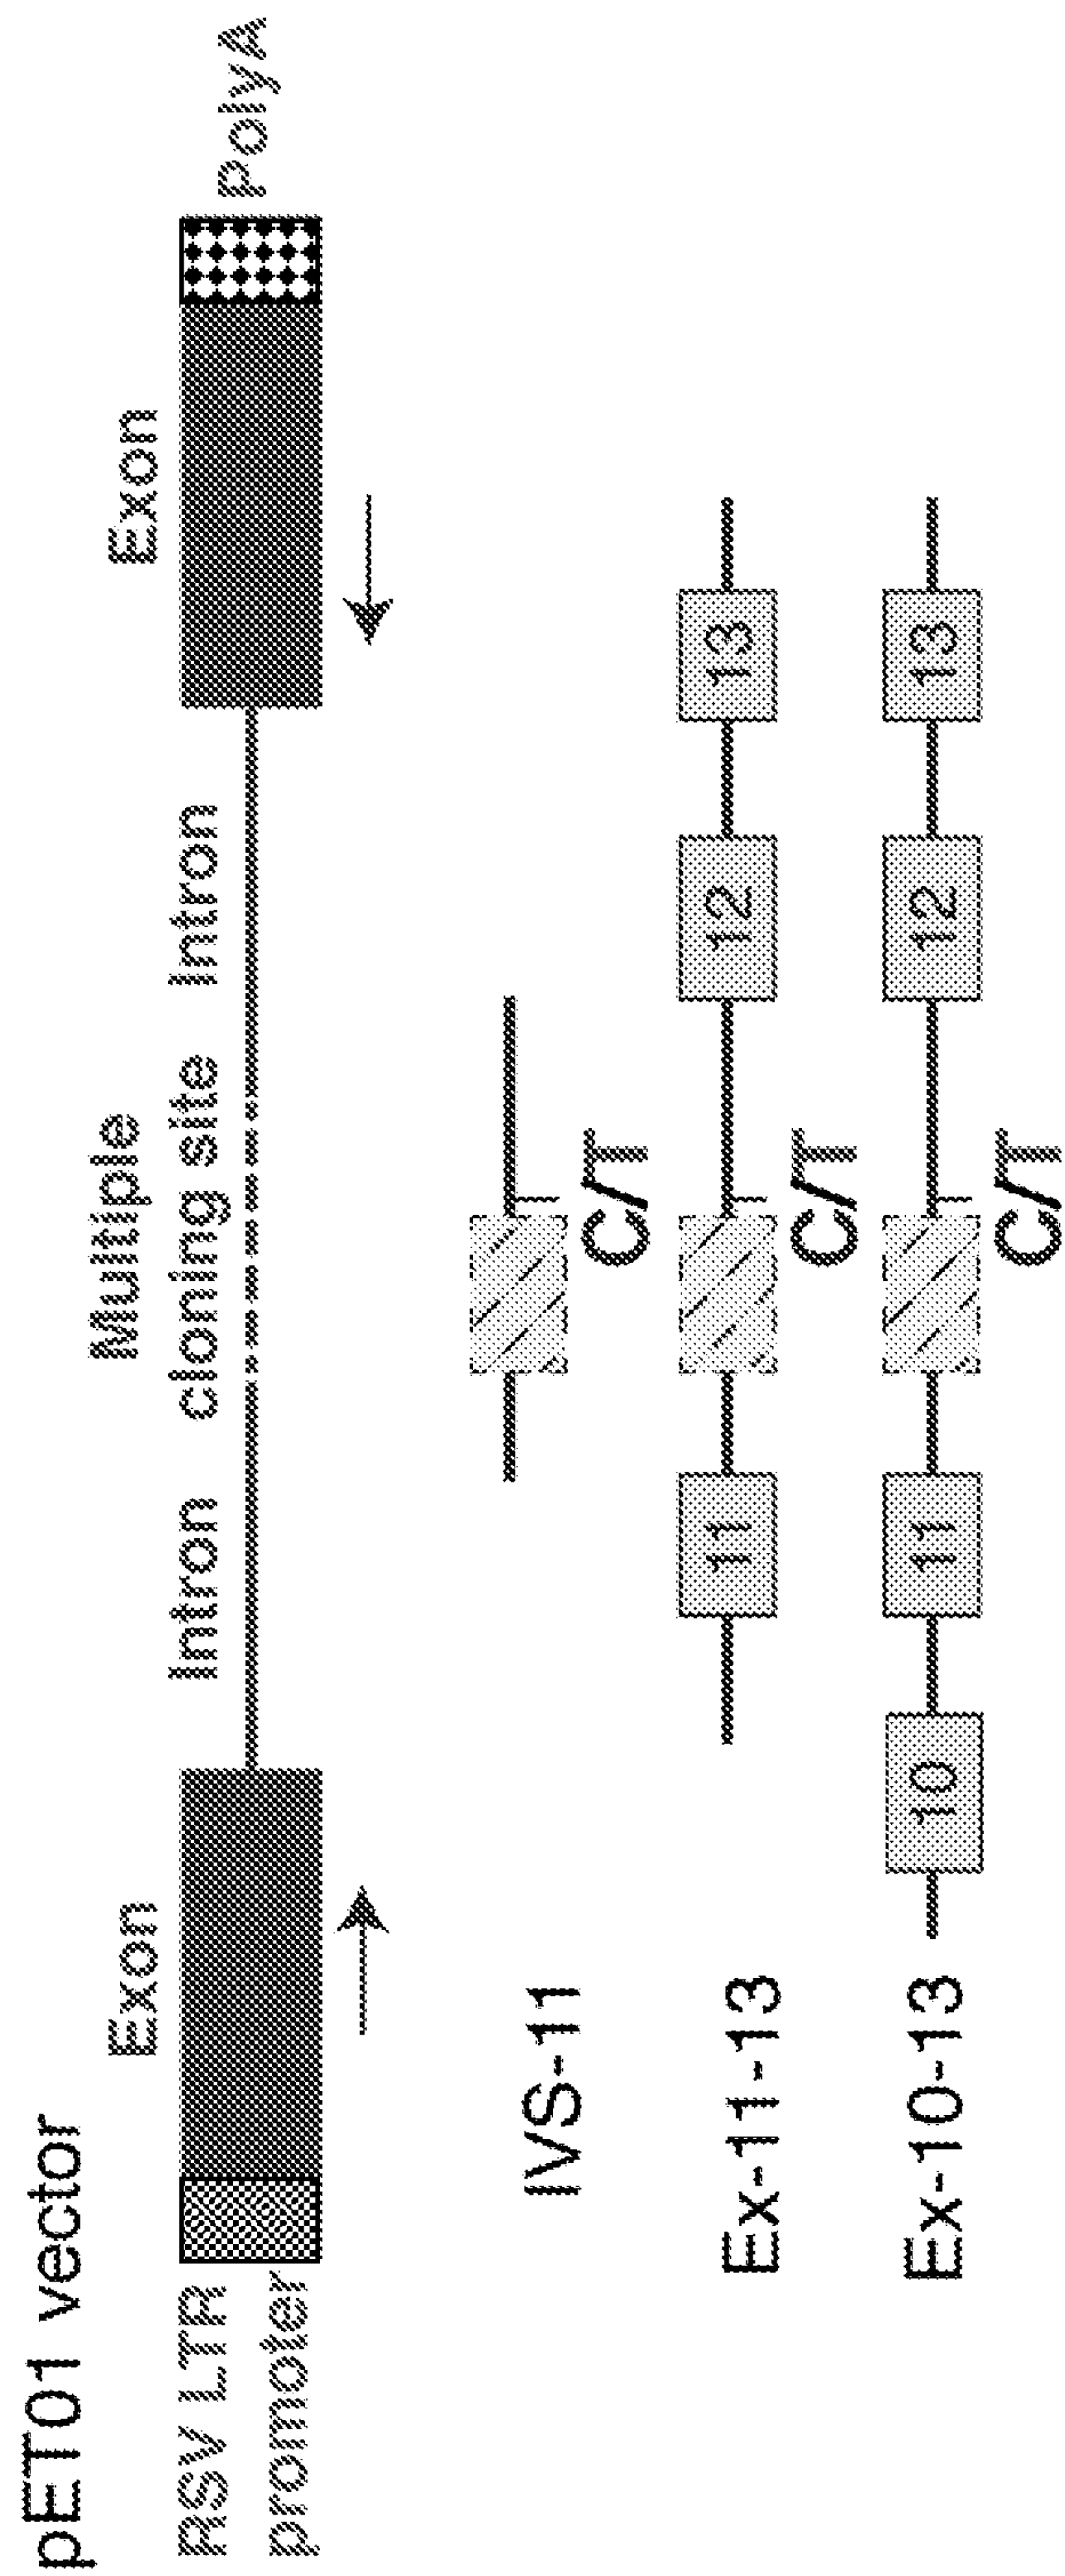 pET01 vector
RSV LTR
promoter
Exon
Intron
Multiple
cloning site
Intron
Exon
PolyA
IVS-11
C/T
Ex-11-13
11
C/T
12
13
Ex-10-13
10
11
C/T
12
13